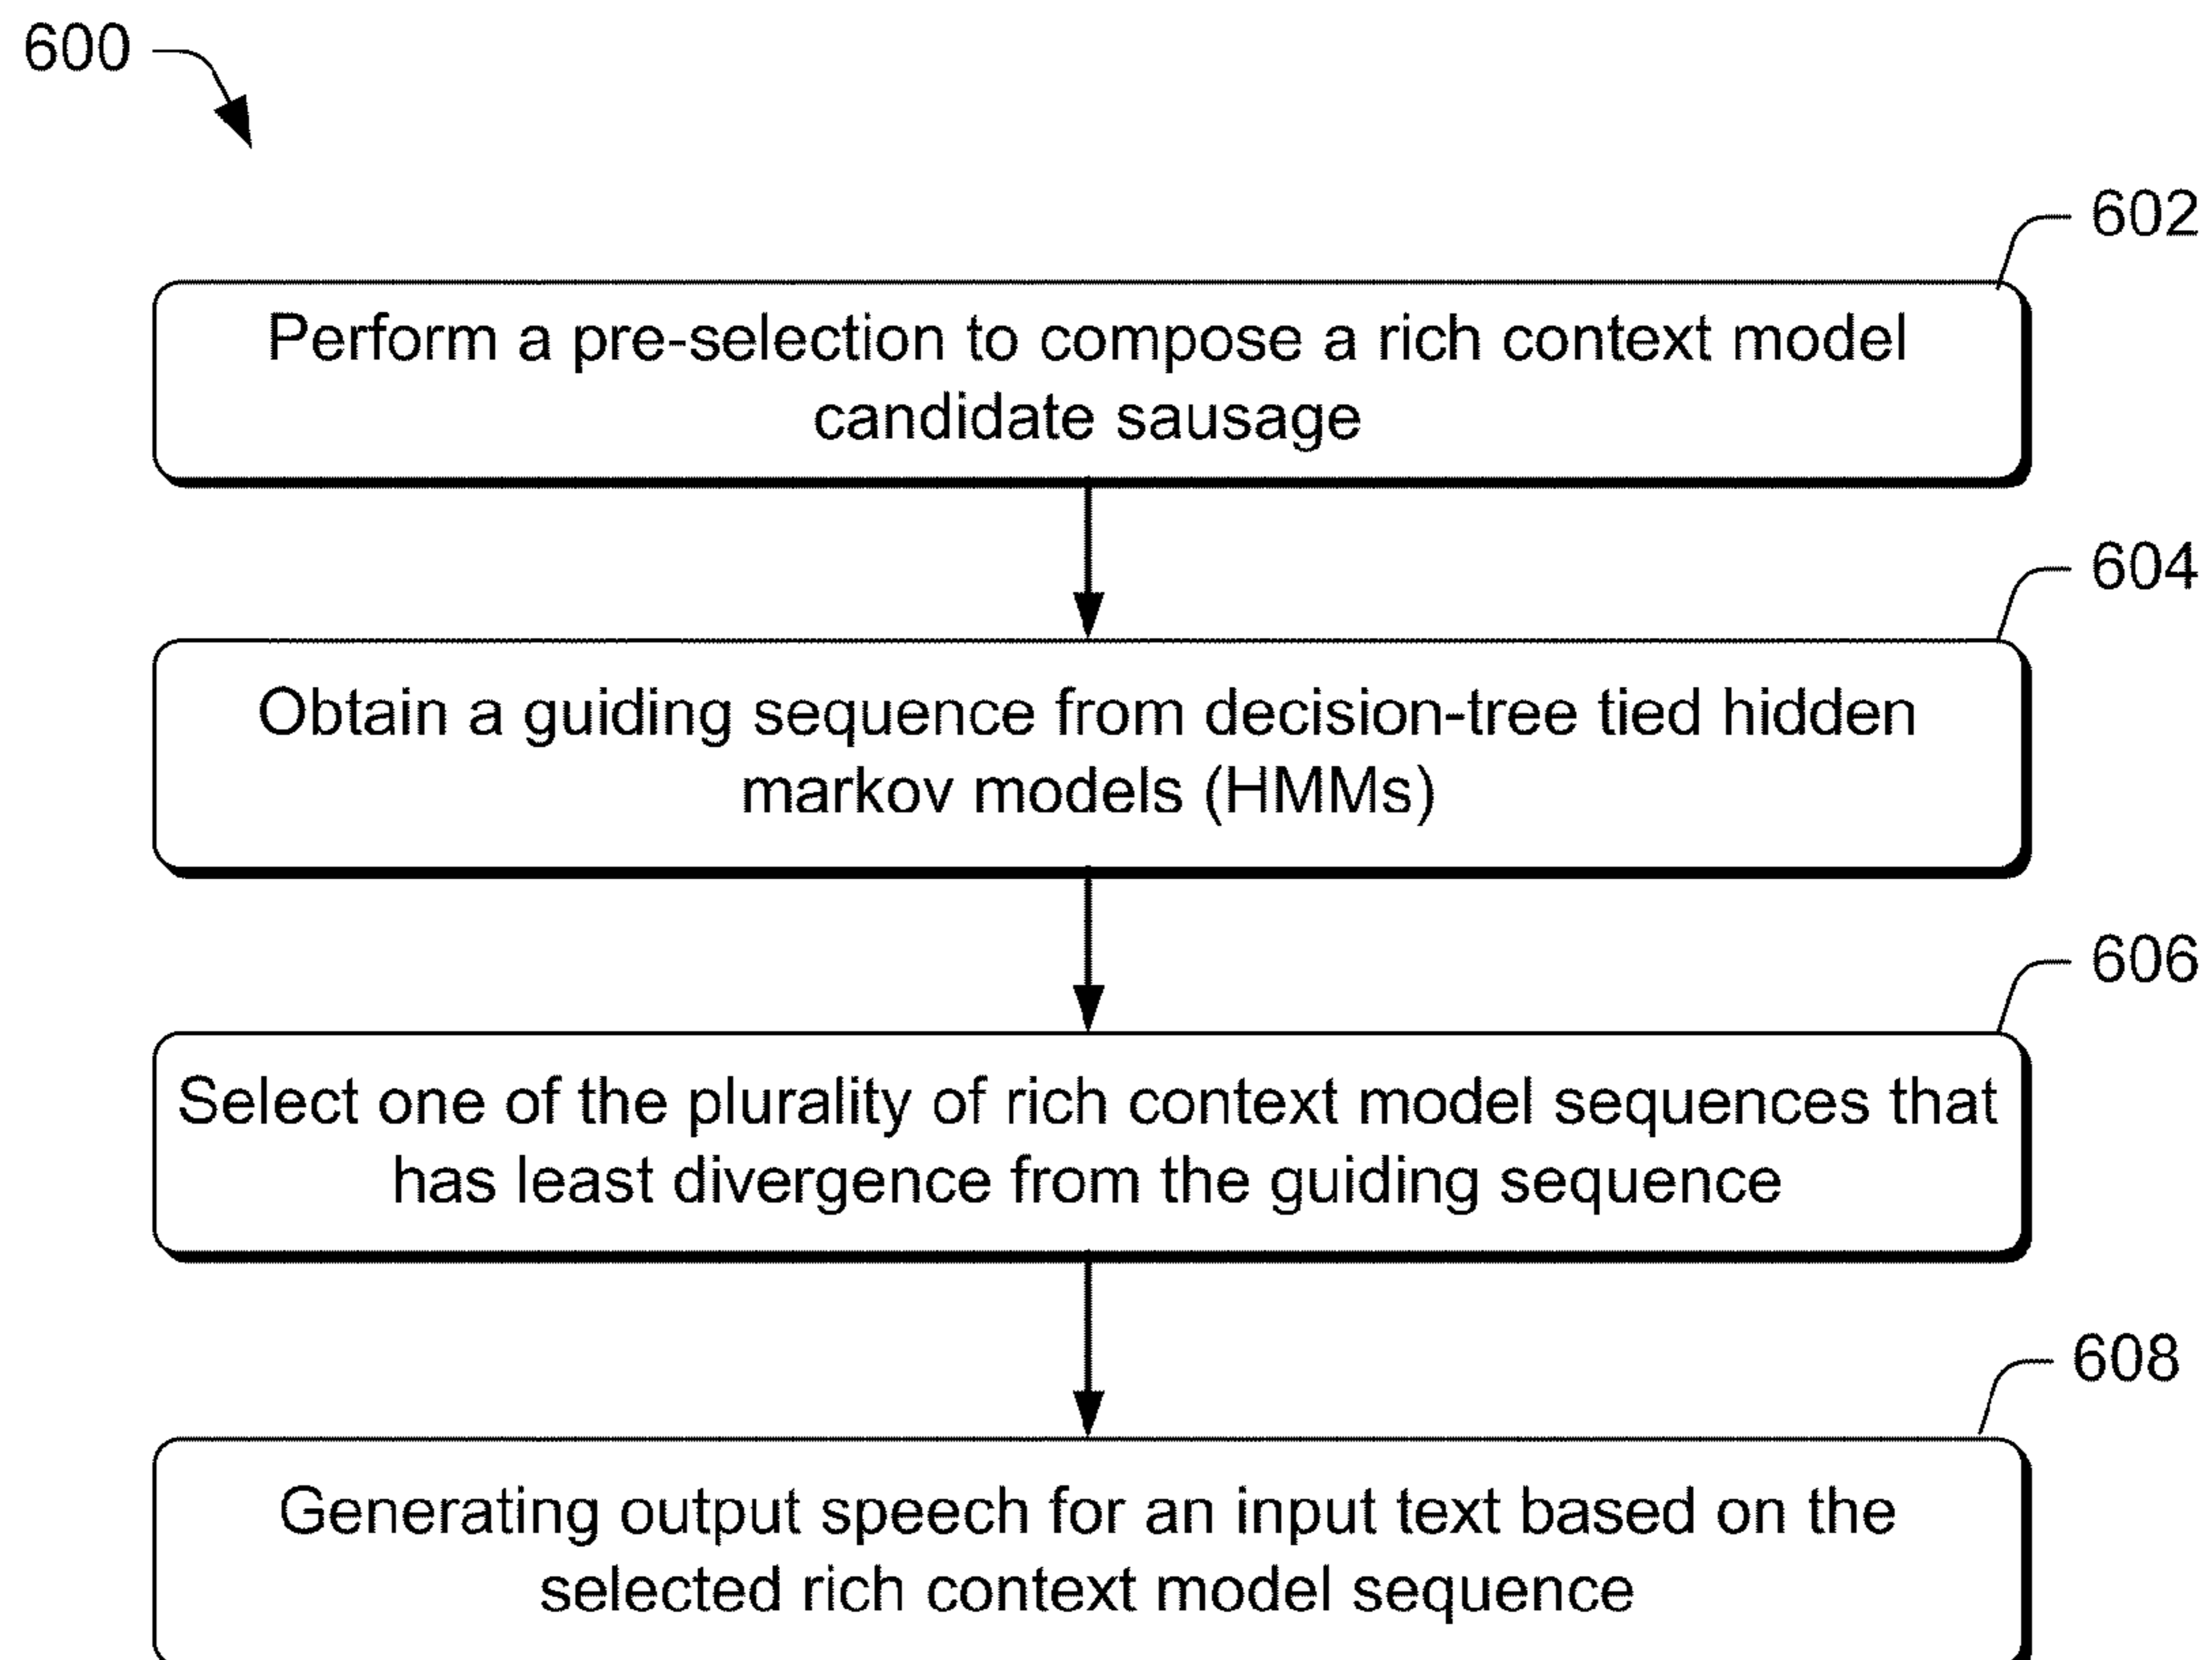 600
602
Perform a pre-selection to compose a rich context model
candidate sausage
604
Obtain a guiding sequence from decision-tree tied hidden
markov models (HMMs)
606
Select one of the plurality of rich context model sequences that
has least divergence from the guiding sequence
608
Generating output speech for an input text based on the
selected rich context model sequence